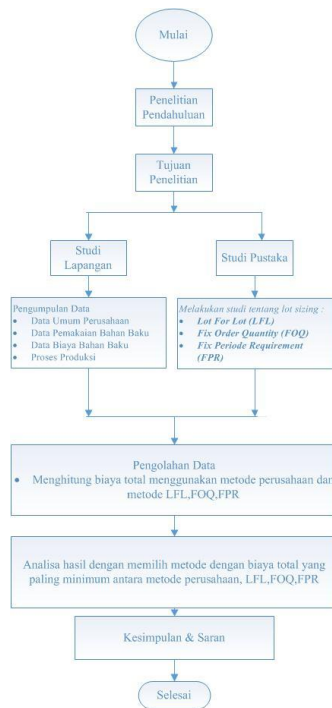 Mulai
Penelitian
Pendahuluan
Tujuan
Penelitian
Studi
Lapangan
Studi Pustaka
Pengumpulan Data
• Data Umum Perusahaan
• Data Pemakaian Bahan Baku
• Data Biaya Bahan Baku
• Proses Produksi
Melakukan studi tentang lot sizing :
• Lot For Lot (LFL)
• Fix Order Quantity (FOQ)
• Fix Periode Requirement
(FPR)
Pengolahan Data
• Menghitung biaya total menggunakan metode perusahaan dan
metode LFL,FOQ,FPR
Analisa hasil dengan memilih metode dengan biaya total yang
paling minimum antara metode perusahaan, LFL,FOQ,FPR
Kesimpulan & Saran
Selesai